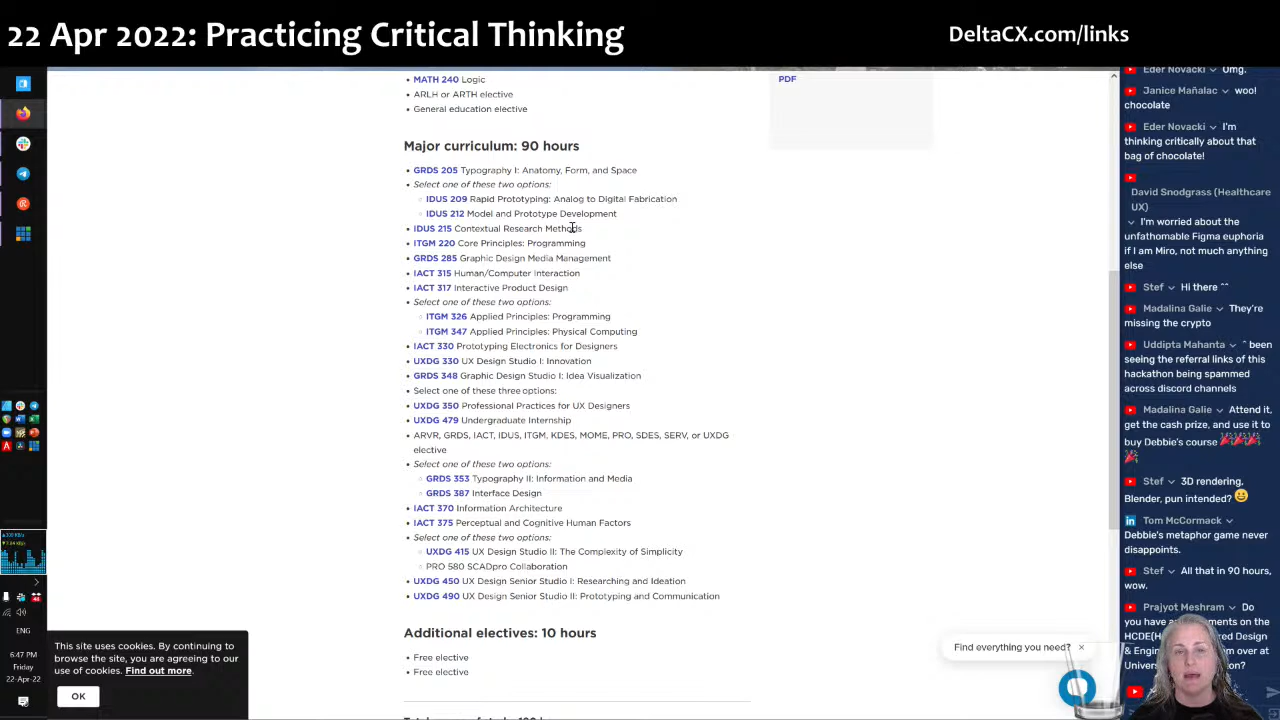 22 Apr 2022: Practicing Critical Thinking
DeltaCX.com/links
MATH 240 Logic
ARLH or ARTH elective
General education elective
PDF
Major curriculum: 90 hours
GRDS 205 Typography I: Anatomy, Form, and Space
Select one of these two options:
IDUS 209 Rapid Prototyping: Analog to Digital Fabrication
IDUS 212 Model and Prototype Development
IDUS 215 Contextual Research Methods
ITGM 220 Core Principles: Programming
GRDS 285 Graphic Design Media Management
IACT 315 Human/Computer Interaction
IACT 317 Interactive Product Design
Select one of these two options:
ITGM 326 Applied Principles: Programming
ITGM 347 Applied Principles: Physical Computing
IACT 330 Prototyping Electronics for Designers
UXDG 330 UX Design Studio I: Innovation
GRDS 348 Graphic Design Studio I: Idea Visualization
Select one of these three options:
UXDG 350 Professional Practices for UX Designers
UXDG 479 Undergraduate Internship
ARVR, GRDS, IACT, IDUS, ITGM, KDES, MOME, PRO, SDES, SERV, or UXDG
elective
Select one of these two options:
GRDS 353 Typography II: Information and Media
GRDS 387 Interface Design
IACT 370 Information Architecture
IACT 375 Perceptual and Cognitive Human Factors
Select one of these two options:
UXDG 415 UX Design Studio II: The Complexity of Simplicity
PRO 580 SCADpro Collaboration
UXDG 450 UX Design Senior Studio I: Researching and Ideation
UXDG 490 UX Design Senior Studio II: Prototyping and Communication
Additional electives: 10 hours
Free elective
Free elective
This site uses cookies. By continuing
to browse the site, you are agreeing to
our use of cookies. Find out more.
OK
Find everything you need?
ENG
6:47 PM
Friday
22-Apr-22
Eder Novacki Omg.
Janice Mañalac woo!
chocolate
Eder Novacki I'm
thinking critically about that
bag of chocolate!
David Snodgrass (Healthcare
UX)
I'm worried about the
unfathomable Figma euphoria
if I am Miro, not much anything
else
Stef Hi there ^^
Madalina Galie They're
missing the crypto
Uddipta Mahanta ^ been
seeing the referral links of this
hackathon being spammed
across discord channels
Madalina Galie Attend it,
get the cash prize, and use it to
buy Debbie's course
Stef 3D rendering,
Blender, pun intended?
Tom McCormack
Debbie's metaphor game never
disappoints.
Stef All that in 90 hours,
wow.
Prajyot Meshram Do
you have
on the
HCDE(H
Design
& Engin
over at
Univers